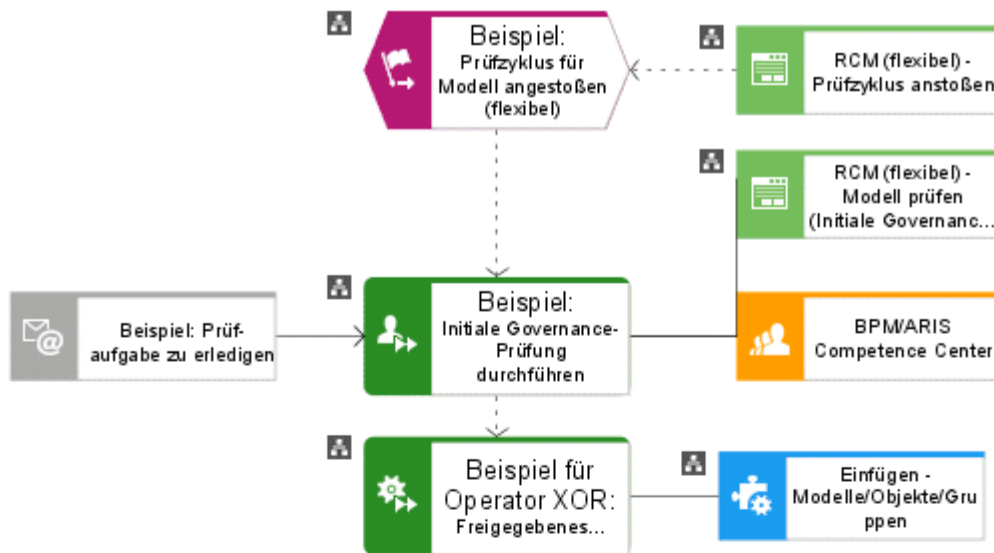 Beispiel:
Prüfzyklus für
Modell angestoßen
(flexibel)
RCM (flexibel) -
Prüfzyklus anstoßen
RCM (flexibel) -
Modell prüfen
(Initiale Governanc...
Beispiel: Prüf-
aufgabe zu erledigen
Beispiel:
Initiale Governance-
Prüfung
durchführen
BPM/ARIS
Competence Center
Beispiel für
Operator XOR:
Freigegebenes...
Einfügen -
Modelle/Objekte/Gru
ppen